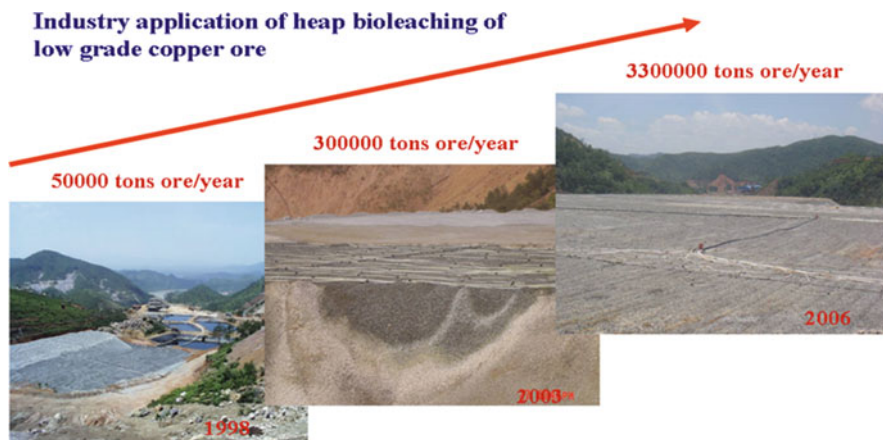 Industry application of heap bioleaching of
low grade copper ore
3300000 tons ore/year
300000 tons ore/year
50000 tons ore/year
2006
2003
1998